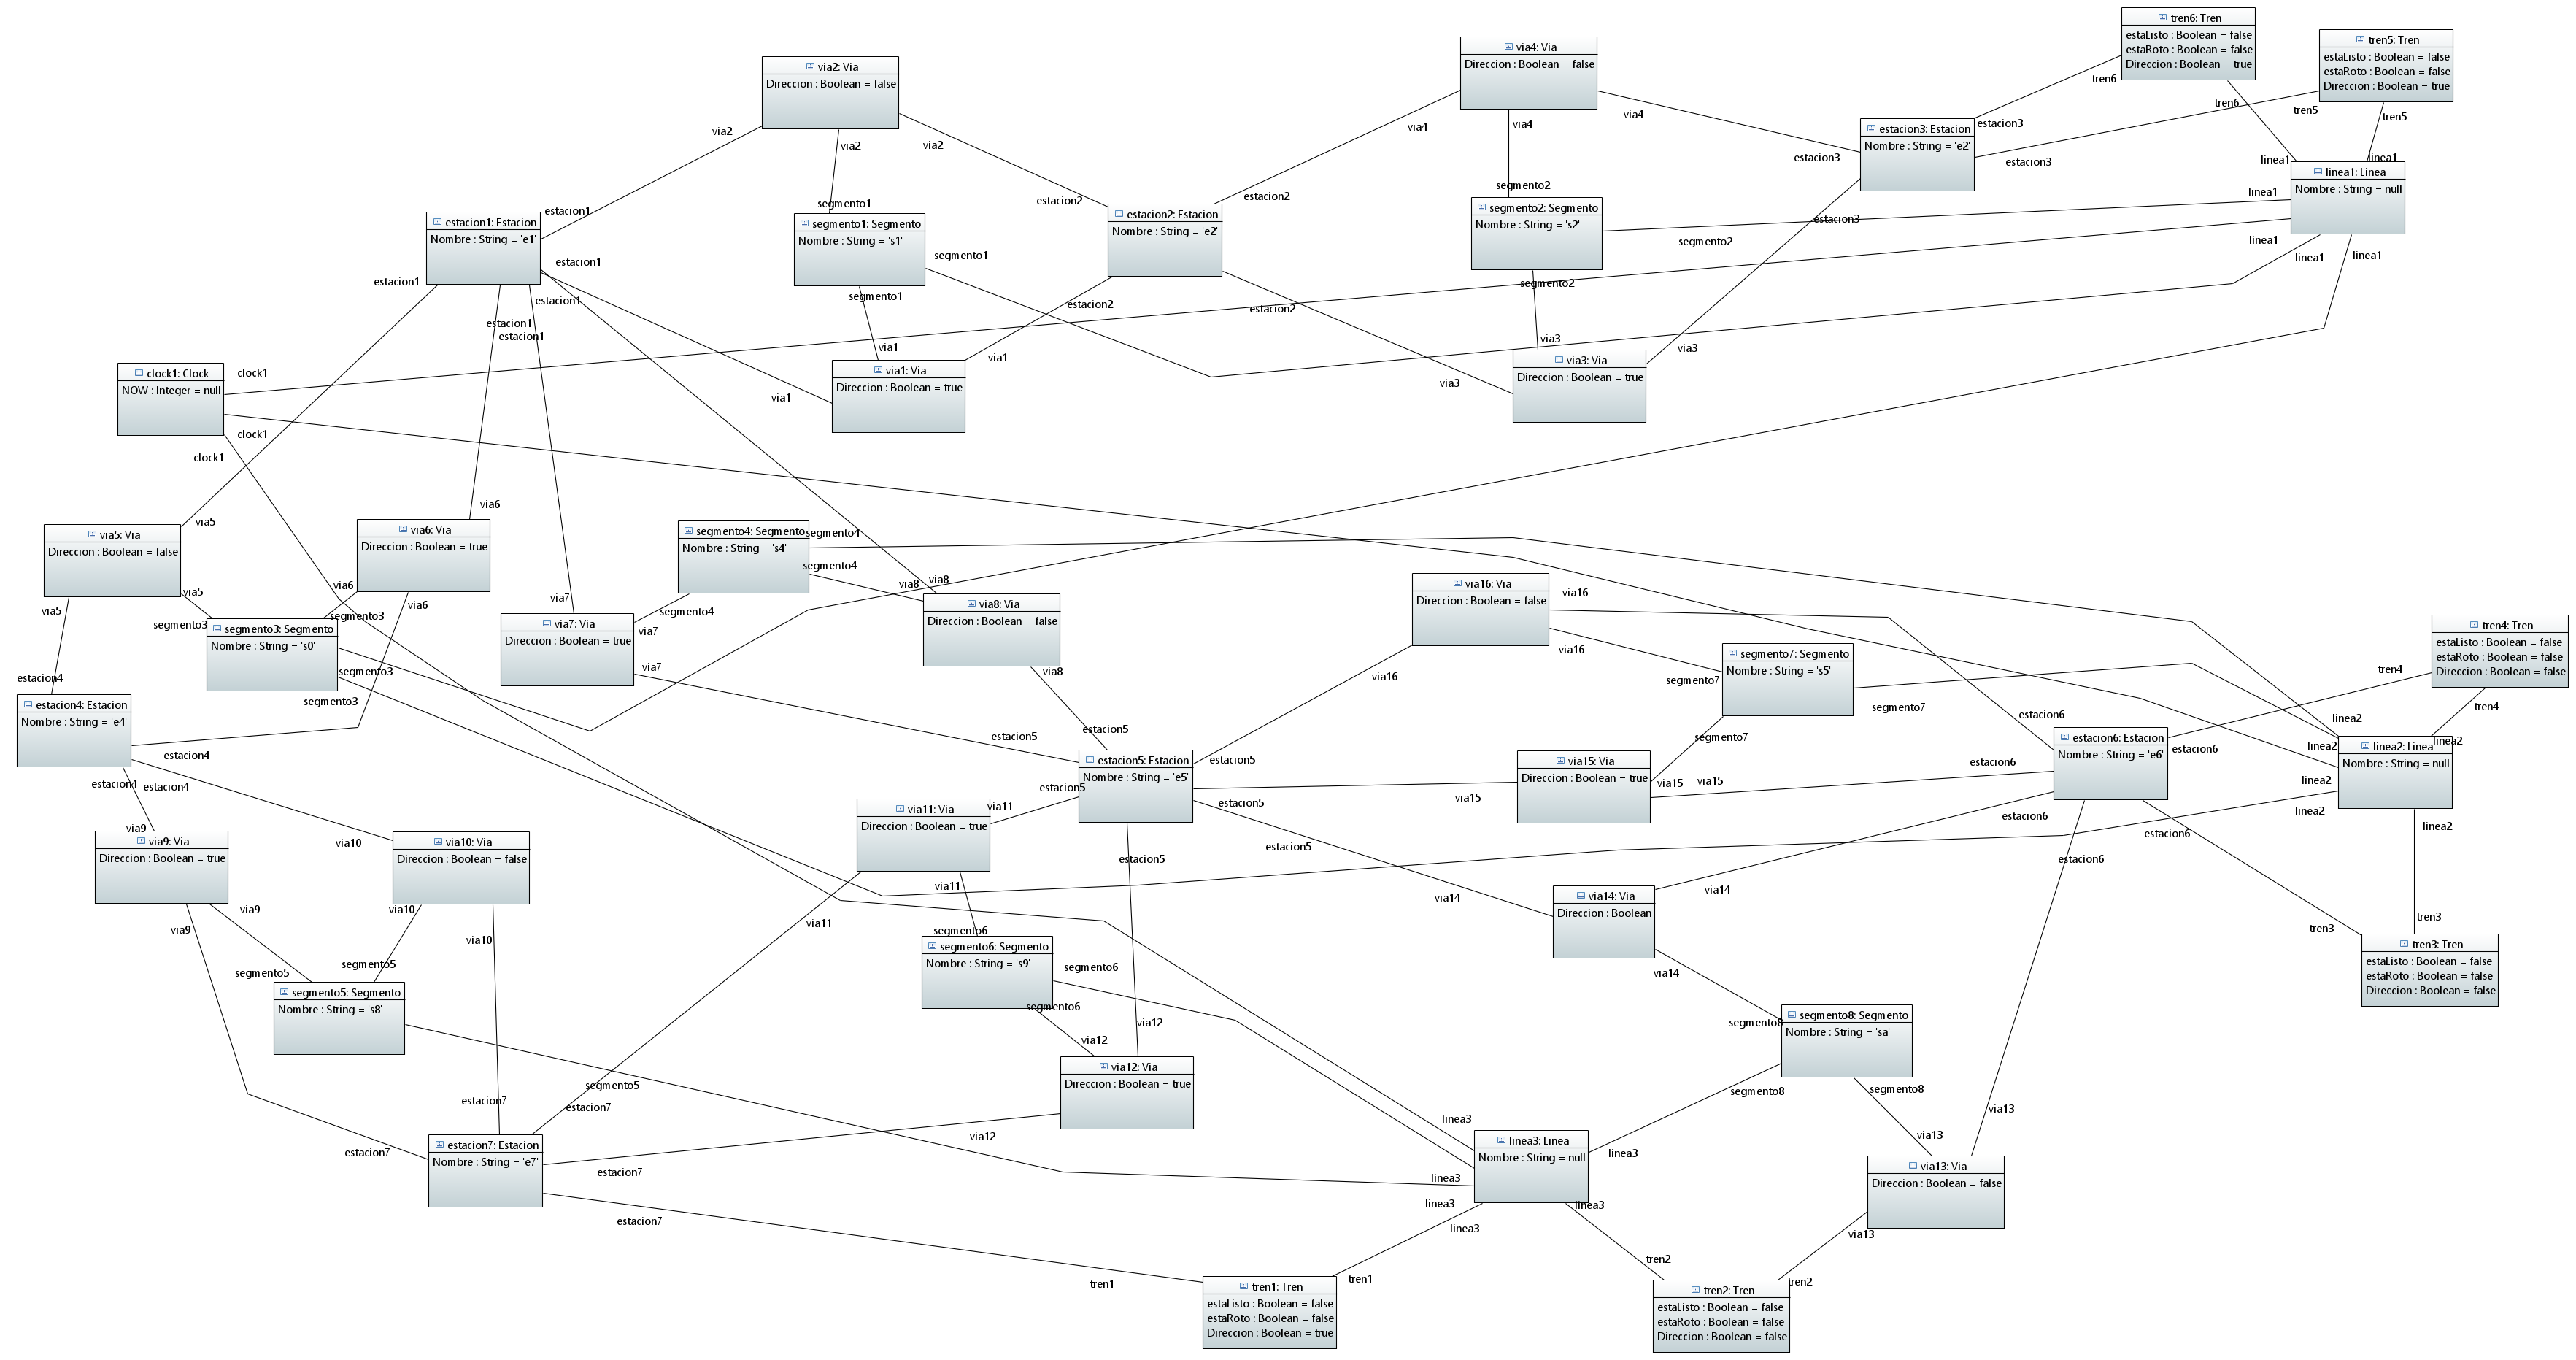 tren6: Tren
estaListo : Boolean = false
estaRoto : Boolean = false
Direccion : Boolean = true
tren5: Tren
estaListo : Boolean = false
estaRoto : Boolean = false
Direccion : Boolean = true
via4: Via
Direccion : Boolean = false
via2: Via
Direccion : Boolean = false
tren6
tren6
tren5
tren5
via4
via4
via4
estacion3
estacion3: Estacion
Nombre : String = 'e2'
via2
via2
via2
estacion3
estacion3
linea1
linea1
linea1: Linea
Nombre : String = null
linea1
segmento2
segmento2: Segmento
Nombre : String = 's2'
estacion2
estacion2
estacion2: Estacion
Nombre : String = 'e2'
segmento1
segmento1: Segmento
Nombre : String = 's1'
estacion1
estacion1: Estacion
Nombre : String = 'e1'
estacion3
segmento2
linea1
linea1
linea1
segmento1
estacion1
estacion1
estacion1
segmento1
estacion2
estacion2
segmento2
estacion1
estacion1
via1
via1
via3
via3
clock1
clock1: Clock
NOW : Integer = null
via1: Via
Direccion : Boolean = true
via3: Via
Direccion : Boolean = true
via1
via3
clock1
clock1
via6
via5
via5: Via
Direccion : Boolean = false
via6: Via
Direccion : Boolean = true
segmento4: Segmento
Nombre : String = 's4'
segmento4
segmento4
via8
via8
via8: Via
Direccion : Boolean = false
via16: Via
Direccion : Boolean = false
via16
via5
via5
via6
via6
via7
via7: Via
Direccion : Boolean = true
segmento4
via7
via7
segmento3
segmento3
segmento3: Segmento
Nombre : String = 's0'
segmento3
segmento3
via8
via16
via16
segmento7: Segmento
Nombre : String = 's5'
segmento7
segmento7
segmento7
tren4: Tren
estaListo : Boolean = false
estaRoto : Boolean = false
Direccion : Boolean = false
tren4
tren4
estacion4
estacion4: Estacion
Nombre : String = 'e4'
estacion4
estacion4
estacion4
estacion5
estacion5
estacion5: Estacion
Nombre : String = 'e5'
estacion5
estacion5
estacion5
estacion5
estacion6
estacion6: Estacion
Nombre : String = 'e6'
estacion6
estacion6
estacion6
estacion6
estacion6
linea2
linea2
linea2
linea2: Linea
Nombre : String = null
linea2
linea2
linea2
via15: Via
Direccion : Boolean = true
via15
via15
via15
via11: Via
Direccion : Boolean = true
via11
via11
via11
via9
via9: Via
Direccion : Boolean = true
via10
via10: Via
Direccion : Boolean = false
via9
via9
via10
via10
via14: Via
Direccion : Boolean
via14
via14
via14
tren3
tren3
tren3: Tren
estaListo : Boolean = false
estaRoto : Boolean = false
Direccion : Boolean = false
segmento6
segmento6: Segmento
Nombre : String = 's9'
segmento6
segmento6
segmento5
segmento5
segmento5: Segmento
Nombre : String = 's8'
segmento8: Segmento
Nombre : String = 'sa'
segmento8
segmento8
segmento8
via12
via12
via12: Via
Direccion : Boolean = true
via12
segmento5
estacion7
estacion7
estacion7: Estacion
Nombre : String = 'e7'
estacion7
estacion7
estacion7
linea3
linea3: Linea
Nombre : String = null
linea3
linea3
linea3
linea3
linea3
via13
via13
via13: Via
Direccion : Boolean = false
via13
tren1
tren1
tren1: Tren
estaListo : Boolean = false
estaRoto : Boolean = false
Direccion : Boolean = true
tren2
tren2
tren2: Tren
estaListo : Boolean = false
estaRoto : Boolean = false
Direccion : Boolean = false